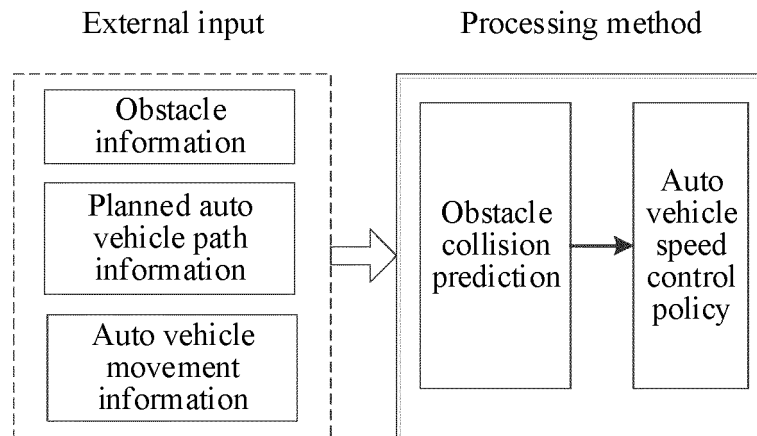 External input
Processing method
Obstacle
information
Planned auto
vehicle path
information
Auto vehicle
movement
information
Obstacle
collision
prediction
Auto
vehicle
speed
control
policy